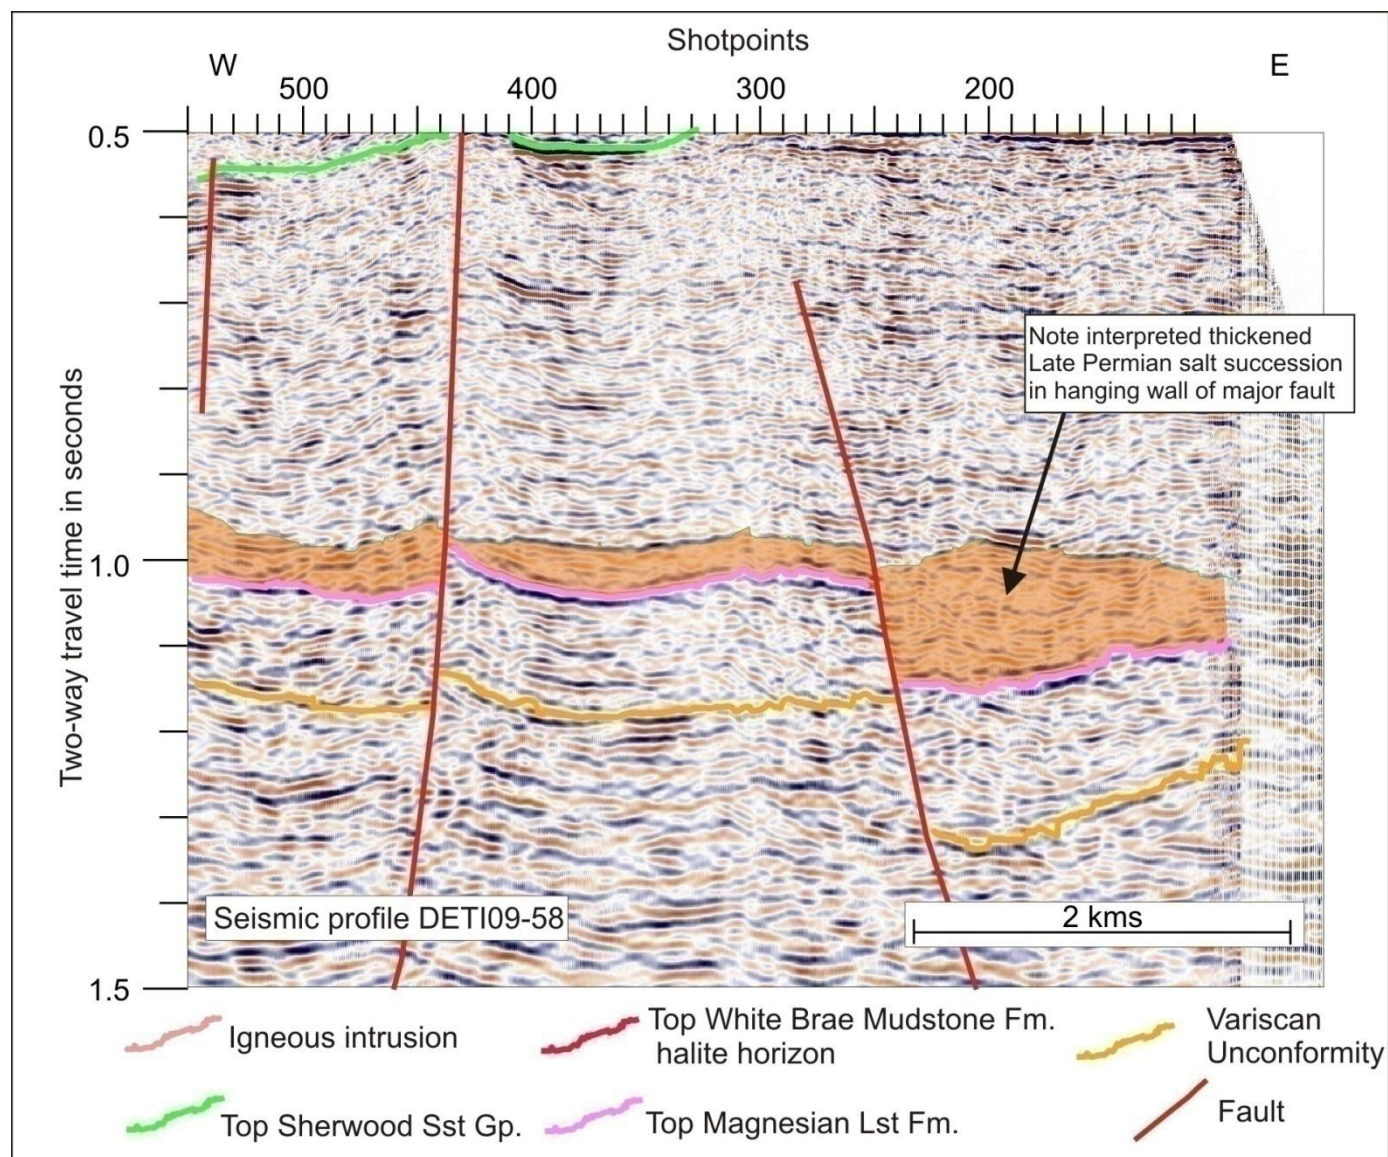 Shotpoints
W
E
500
400
300
200
0.5
1.0
1.5
Two-way travel time in seconds
Note interpreted thickened
Late Permian salt succession
in hanging wall of major fault
Seismic profile DETI09-58
2 kms
Igneous intrusion
Top White Brae Mudstone Fm.
halite horizon
Variscan
Unconformity
Top Sherwood Sst Gp.
Top Magnesian Lst Fm.
Fault